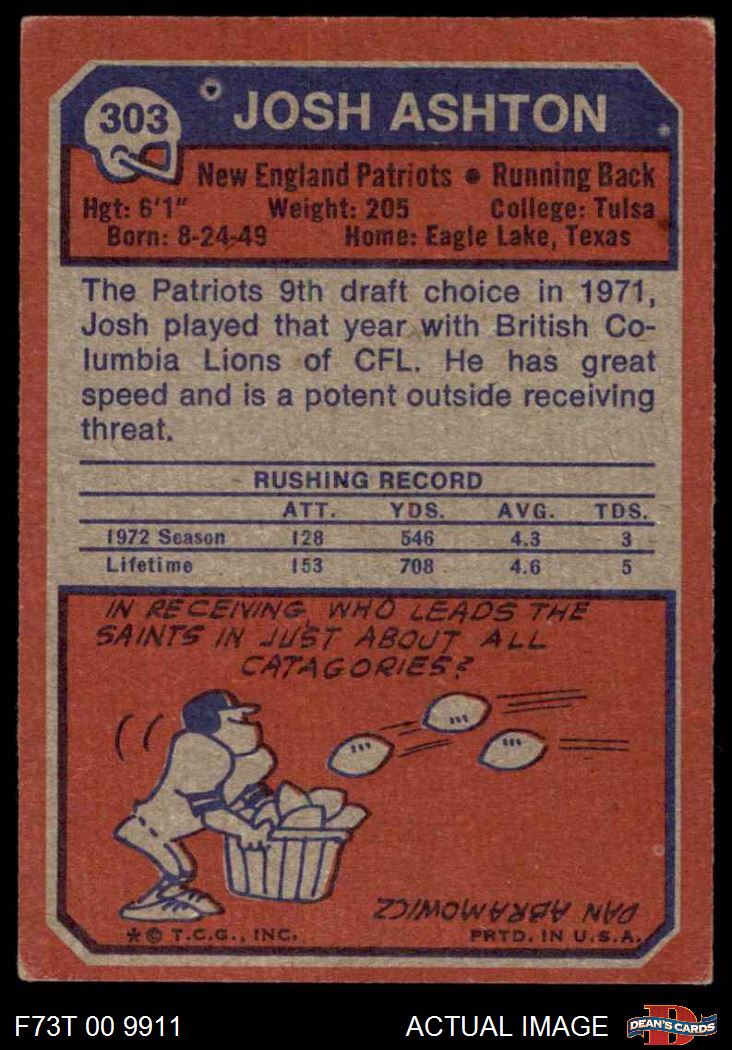 303
JOSH ASHTON
New England Patriots • Running Back
Hgt: 6'1" Weight: 205 College: Tulsa
Born: 8-24-49 Home: Eagle Lake, Texas
The Patriots 9th draft choice in 1971,
Josh played that year with British Co-
lumbia Lions of CFL. He has great
speed and is a potent outside receiving
threat.
RUSHING RECORD
ATT. YDS. AVG. TDS.
1972 Season 128 546 4.3 3
Lifetime 153 708 4.6 5
IN RECEIVING, WHO LEADS THE
SAINTS IN JUST ABOUT ALL
CATAGORIES?
DAN ABRAMOWICZ
*© T.C.G., INC. PRTD. IN U.S.A.
F73T 00 9911 ACTUAL IMAGE DEAN'S CARDS